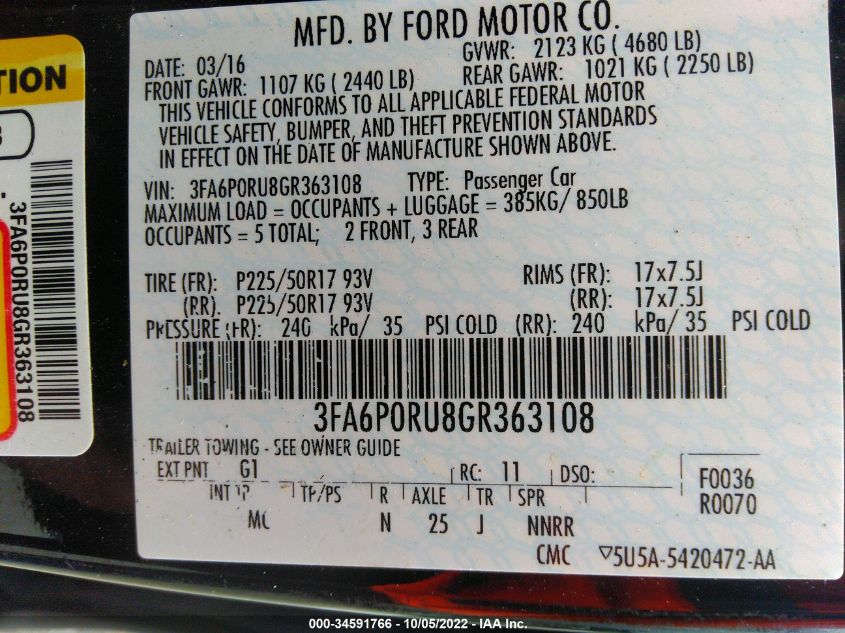 MFD. BY FORD MOTOR CO.
DATE: 03/16 GVWR: 2123 KG ( 4680 LB)
FRONT GAWR: 1107 KG ( 2440 LB) REAR GAWR: 1021 KG ( 2250 LB)
THIS VEHICLE CONFORMS TO ALL APPLICABLE FEDERAL MOTOR
VEHICLE SAFETY, BUMPER, AND THEFT PREVENTION STANDARDS
IN EFFECT ON THE DATE OF MANUFACTURE SHOWN ABOVE.
VIN: 3FA6P0RU8GR363108 TYPE: Passenger Car
MAXIMUM LOAD = OCCUPANTS + LUGGAGE = 385KG/ 850LB
OCCUPANTS = 5 TOTAL; 2 FRONT, 3 REAR
TIRE (FR): P225/50R17 93V RIMS (FR): 17x7.5J
(RR). P225/50R17 93V (RR): 17x7.5J
PRESSURE (FR): 240 kPa/ 35 PSI COLD (RR): 240 kPa/ 35 PSI COLD
3FA6P0RU8GR363108
TRAILER TOWING - SEE OWNER GUIDE
EXT PNT G1 RC: 11 DSO: F0036
INT TP/PS R AXLE TR SPR R0070
N 25 J NNRR
CMC ▽5U5A-5420472-AA
TION
3FA6P0RU8GR363108
000-34591766 - 10/05/2022 - IAA Inc.